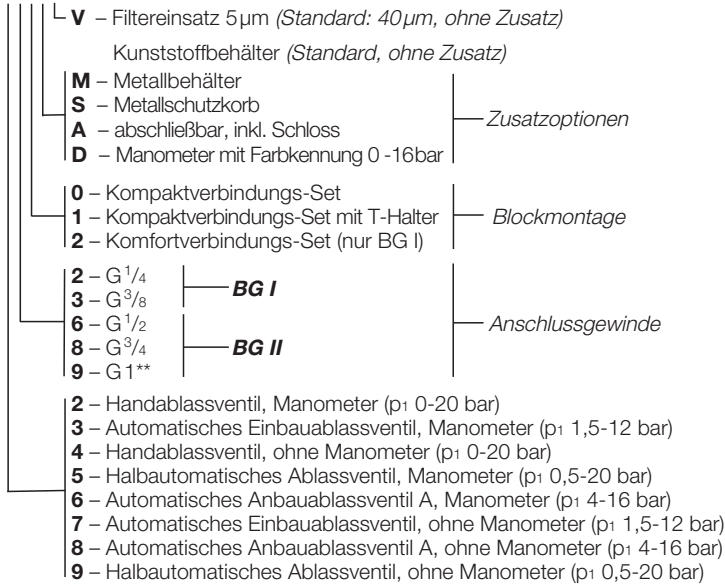 V – Filtereinsatz 5µm (Standard: 40µm, ohne Zusatz)
Kunststoffbehälter (Standard, ohne Zusatz)
M – Metallbehälter
S – Metallschutzkorb
A – abschließbar, inkl. Schloss
D – Manometer mit Farbkennung 0 -16bar
Zusatzoptionen
0 – Kompaktverbindungs-Set
1 – Kompaktverbindungs-Set mit T-Halter
2 – Komfortverbindungs-Set (nur BG I)
Blockmontage
2 – G1/4
3 – G3/8
BG I
6 – G1/2
8 – G3/4
9 – G1**
BG II
Anschlussgewinde
2 – Handablassventil, Manometer (p1 0-20 bar)
3 – Automatisches Einbauablassventil, Manometer (p1 1,5-12 bar)
4 – Handablassventil, ohne Manometer (p1 0-20 bar)
5 – Halbautomatisches Ablassventil, Manometer (p1 0,5-20 bar)
6 – Automatisches Anbauablassventil A, Manometer (p1 4-16 bar)
7 – Automatisches Einbauablassventil, ohne Manometer (p1 1,5-12 bar)
8 – Automatisches Anbauablassventil A, ohne Manometer (p1 4-16 bar)
9 – Halbautomatisches Ablassventil, ohne Manometer (p1 0,5-20 bar)